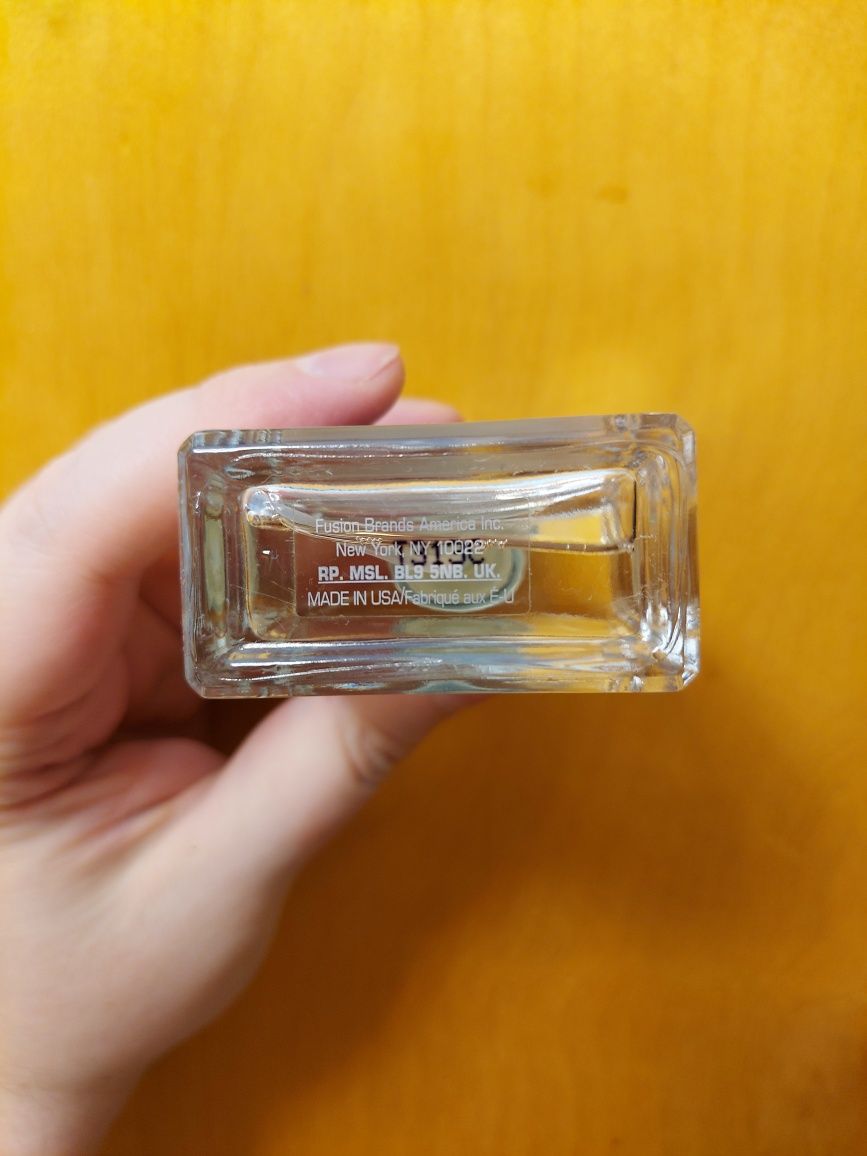 Fusion Brands America Inc.
New York, NY 10022
RP. MSL. BL9 5NB. UK.
MADE IN USA/Fabriqué aux É-U